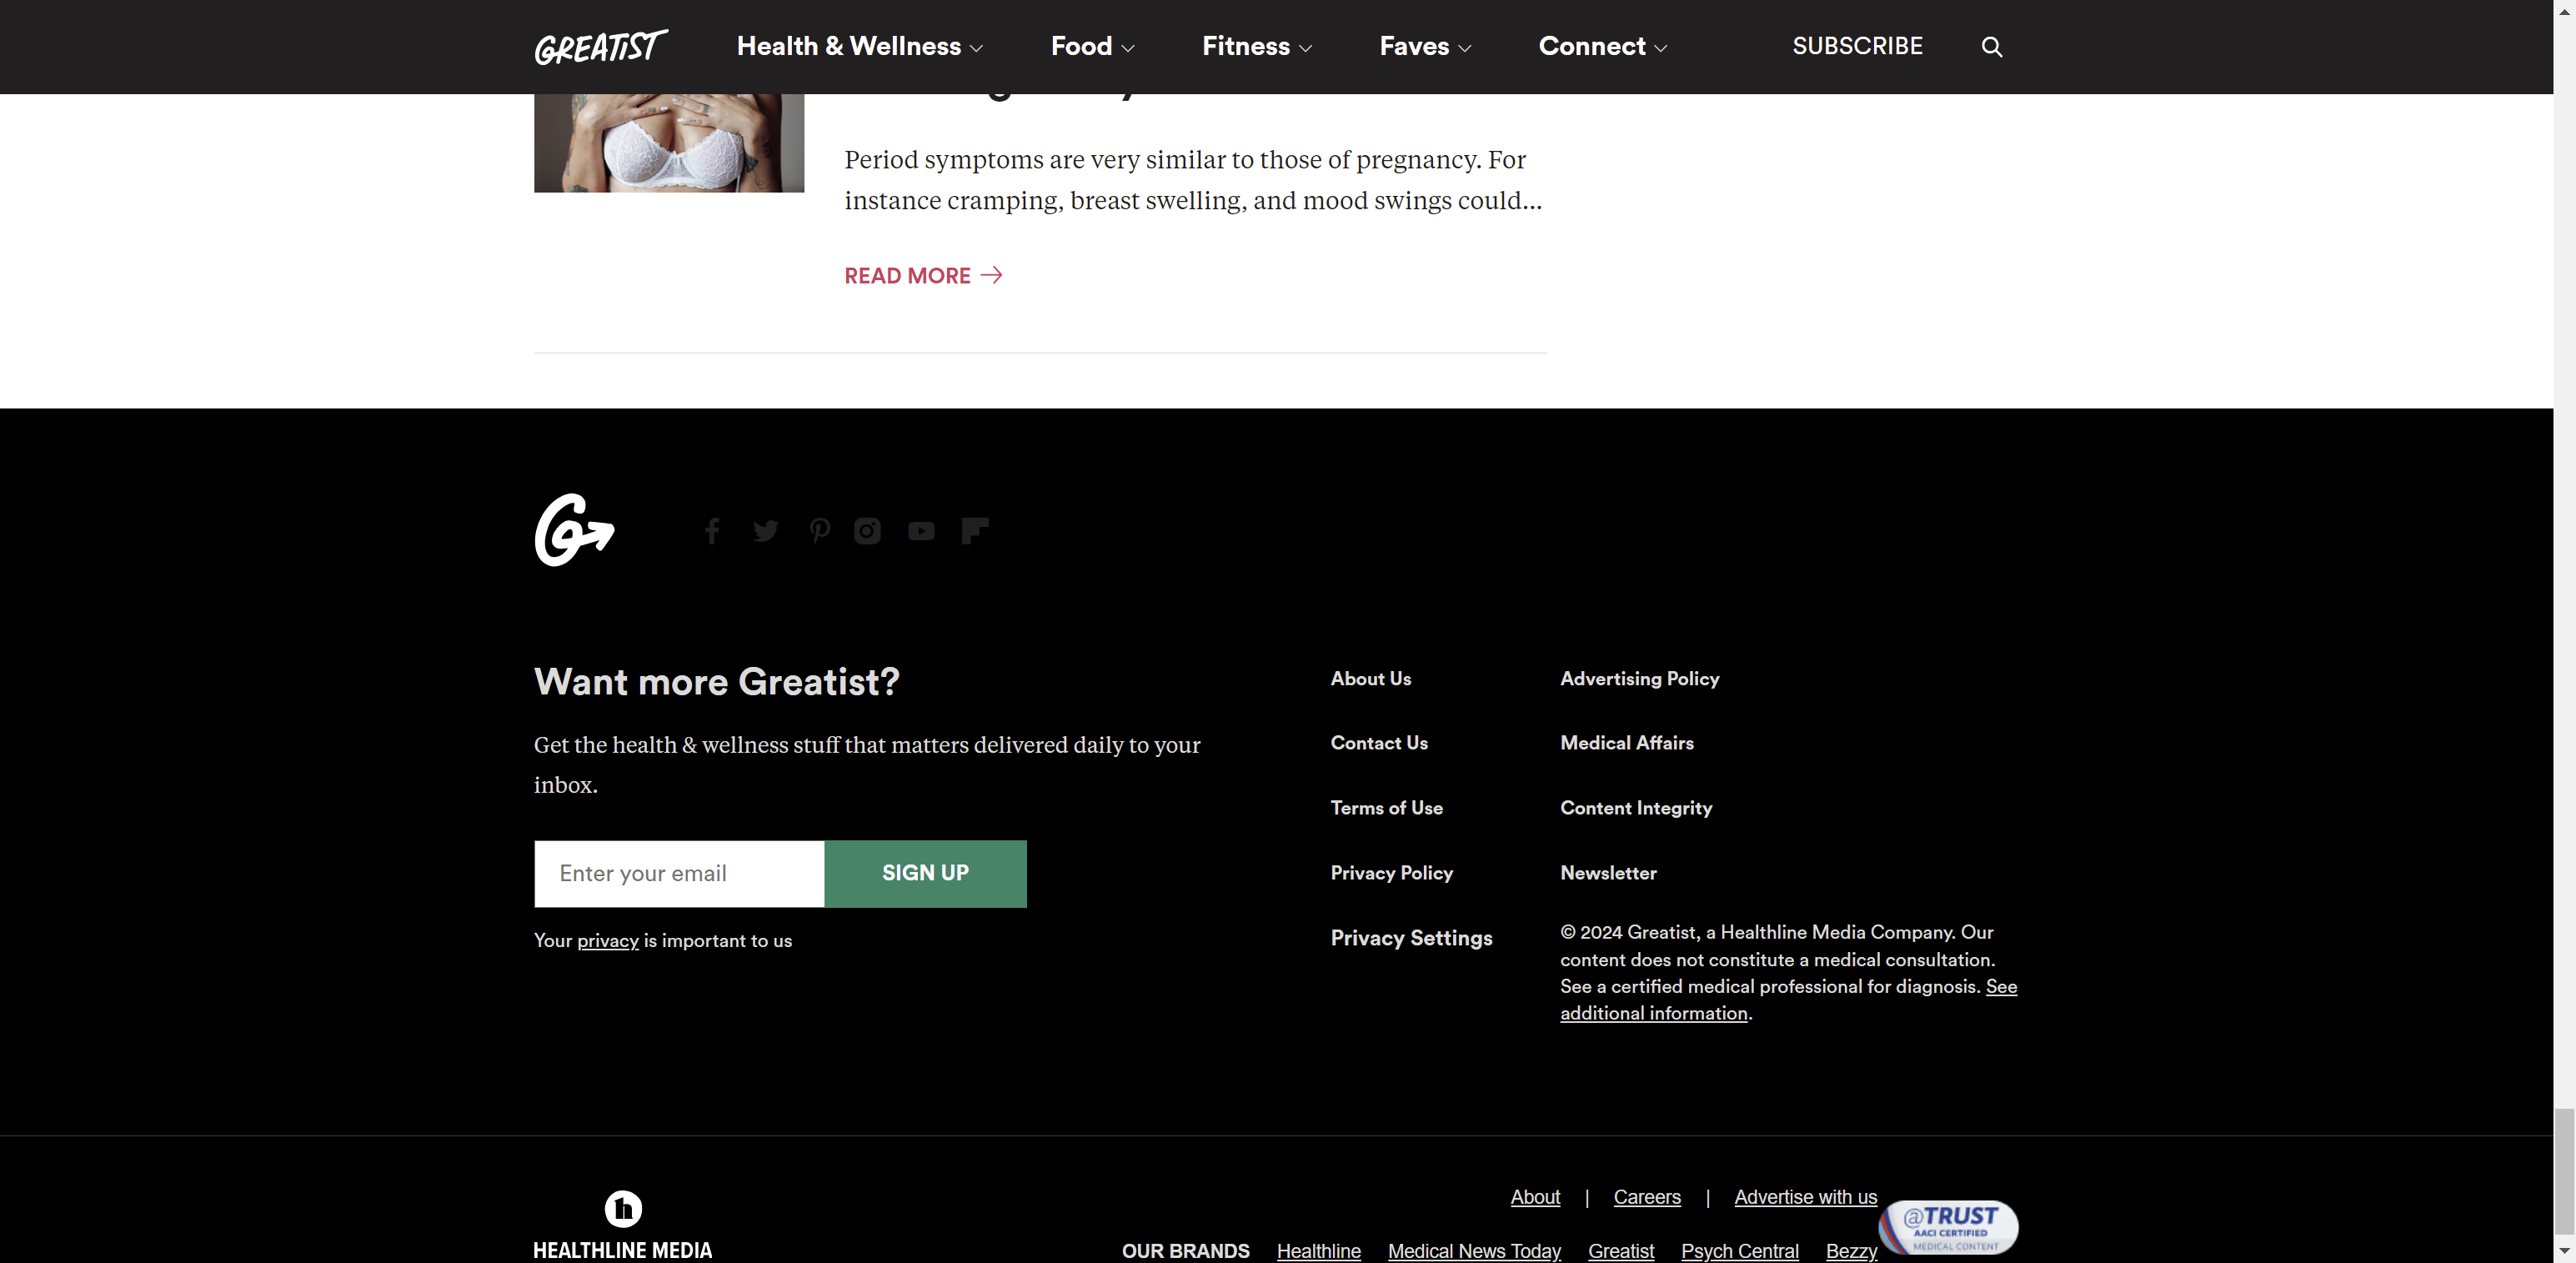 GREATIST Health & Wellness Food Fitness Faves Connect SUBSCRIBE
Period symptoms are very similar to those of pregnancy. For
instance cramping, breast swelling, and mood swings could...
READ MORE
Want more Greatist?
Get the health & wellness stuff that matters delivered daily to your
inbox.
Enter your email
SIGN UP
Your privacy is important to us
About Us
Contact Us
Terms of Use
Privacy Policy
Privacy Settings
Advertising Policy
Medical Affairs
Content Integrity
Newsletter
© 2024 Greatist, a Healthline Media Company. Our
content does not constitute a medical consultation.
See a certified medical professional for diagnosis. See
additional information.
h
HEALTHLINE MEDIA
About | Careers | Advertise with us
OUR BRANDS Healthline Medical News Today Greatist Psych Central Bezzy
@TRUST
AACI CERTIFIED
MEDICAL CONTENT